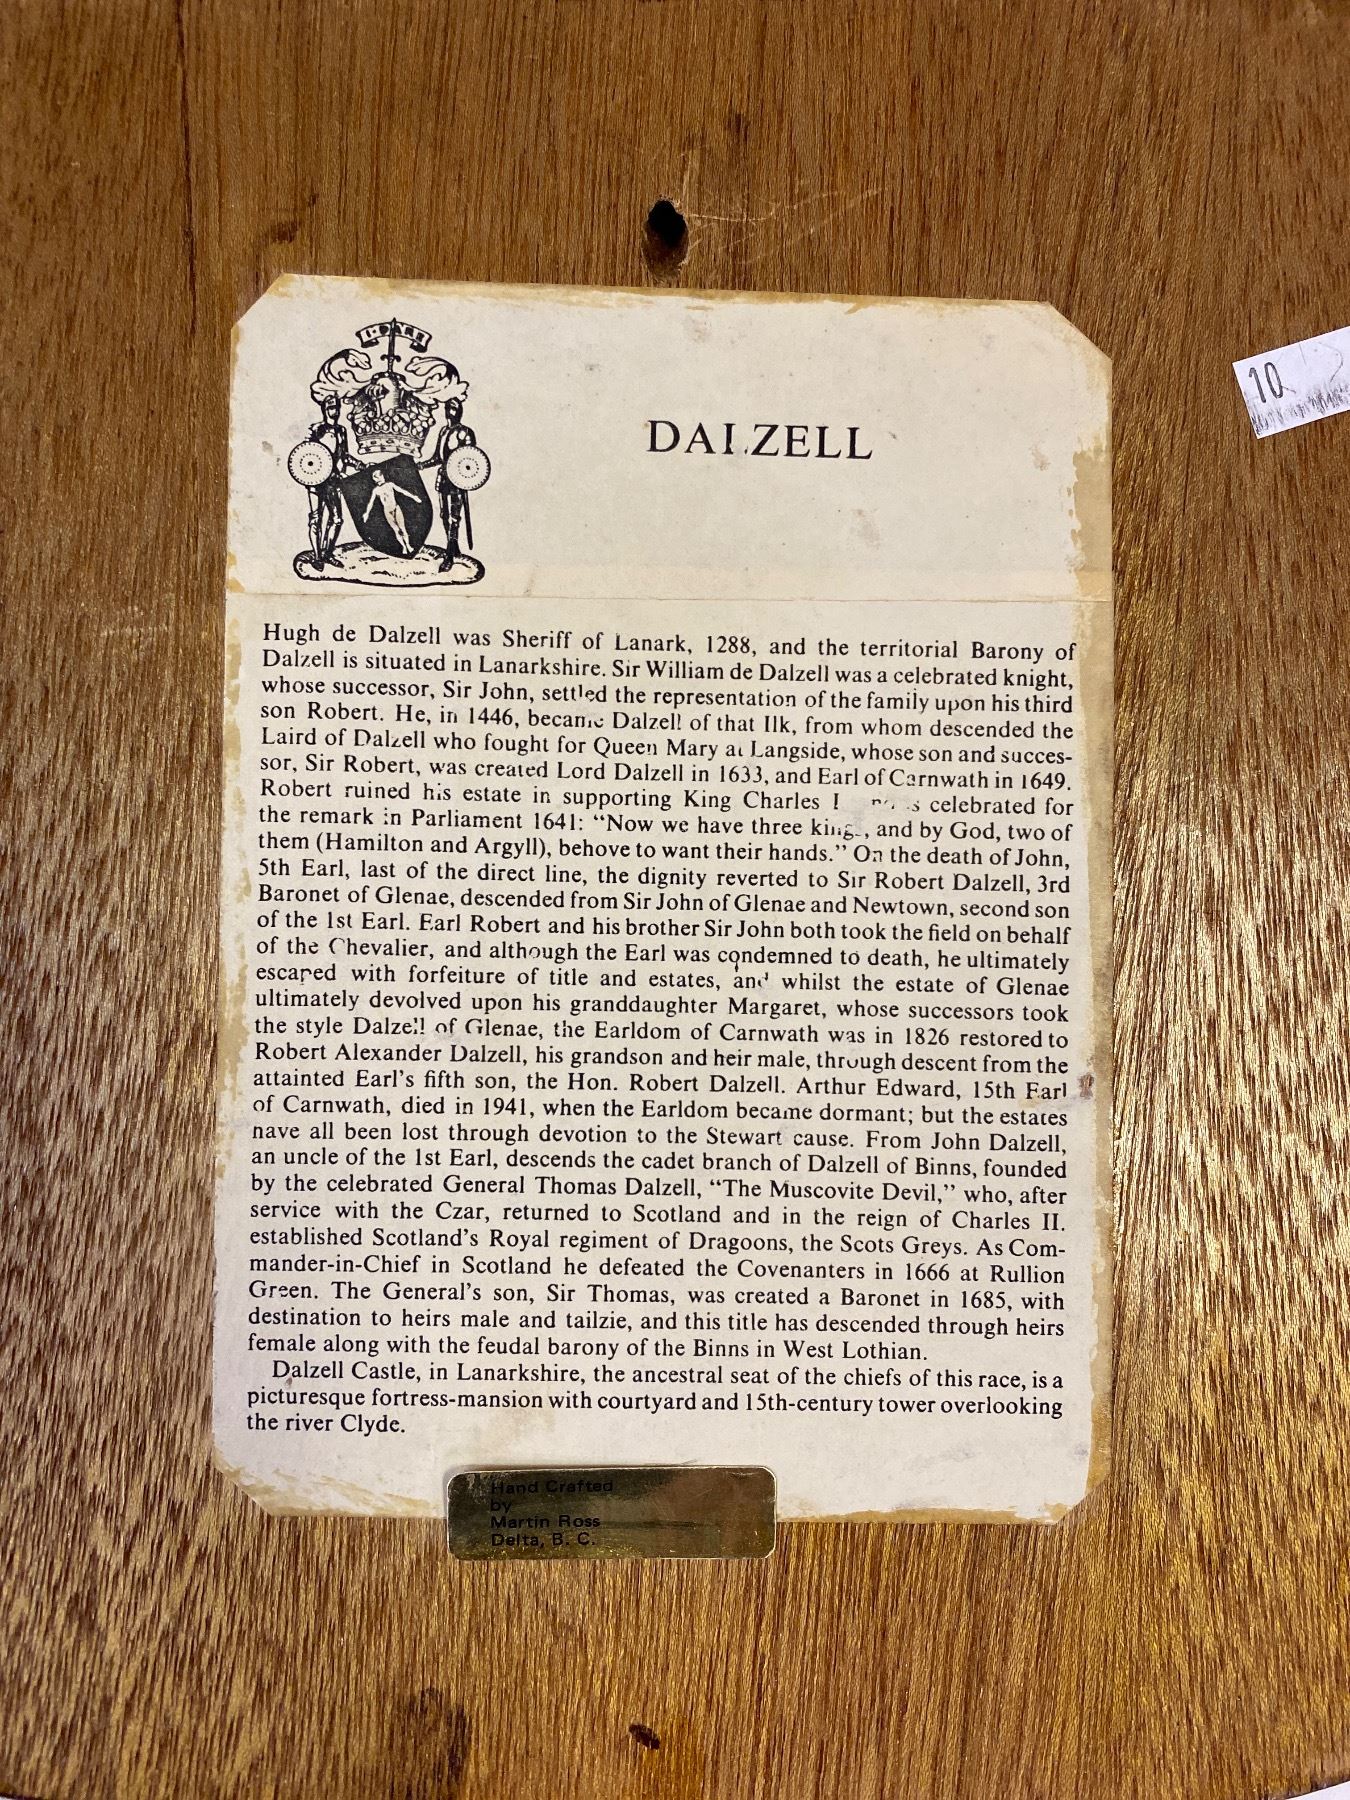 I·DARE
DALZELL
Hugh de Dalzell was Sheriff of Lanark, 1288, and the territorial Barony of
Dalzell is situated in Lanarkshire. Sir William de Dalzell was a celebrated knight,
whose successor, Sir John, settled the representation of the family upon his third
son Robert. He, in 1446, became Dalzell of that Ilk, from whom descended the
Laird of Dalzell who fought for Queen Mary at Langside, whose son and succes-
sor, Sir Robert, was created Lord Dalzell in 1633, and Earl of Carnwath in 1649.
Robert ruined his estate in supporting King Charles I celebrated for
the remark in Parliament 1641: “Now we have three kings, and by God, two of
them (Hamilton and Argyll), behove to want their hands.” On the death of John,
5th Earl, last of the direct line, the dignity reverted to Sir Robert Dalzell, 3rd
Baronet of Glenae, descended from Sir John of Glenae and Newtown, second son
of the 1st Earl. Earl Robert and his brother Sir John both took the field on behalf
of the Chevalier, and although the Earl was condemned to death, he ultimately
escaped with forfeiture of title and estates, and whilst the estate of Glenae
ultimately devolved upon his granddaughter Margaret, whose successors took
the style Dalzell of Glenae, the Earldom of Carnwath was in 1826 restored to
Robert Alexander Dalzell, his grandson and heir male, through descent from the
attainted Earl’s fifth son, the Hon. Robert Dalzell. Arthur Edward, 15th Earl
of Carnwath, died in 1941, when the Earldom became dormant; but the estates
have all been lost through devotion to the Stewart cause. From John Dalzell,
an uncle of the 1st Earl, descends the cadet branch of Dalzell of Binns, founded
by the celebrated General Thomas Dalzell, “The Muscovite Devil,” who, after
service with the Czar, returned to Scotland and in the reign of Charles II.
established Scotland’s Royal regiment of Dragoons, the Scots Greys. As Com-
mander-in-Chief in Scotland he defeated the Covenanters in 1666 at Rullion
Green. The General’s son, Sir Thomas, was created a Baronet in 1685, with
destination to heirs male and tailzie, and this title has descended through heirs
female along with the feudal barony of the Binns in West Lothian.
Dalzell Castle, in Lanarkshire, the ancestral seat of the chiefs of this race, is a
picturesque fortress-mansion with courtyard and 15th-century tower overlooking
the river Clyde.
Hand Crafted
by
Martin Ross
Delta, B. C.
10